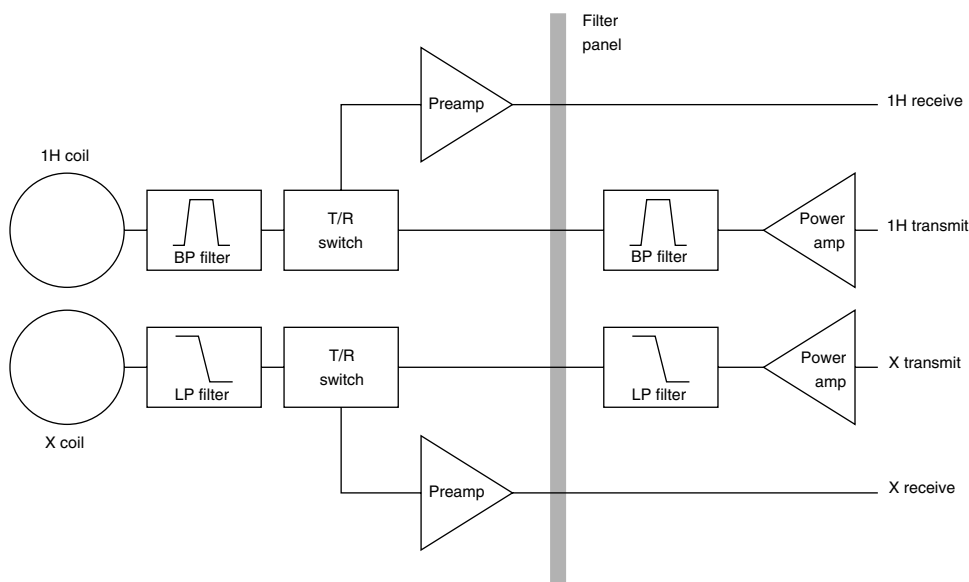 Filter
panel
Preamp
1H receive
1H coil
T/R
switch
BP filter
BP filter
Power
amp
1H transmit
T/R
switch
LP filter
LP filter
Power
amp
X transmit
X coil
Preamp
X receive